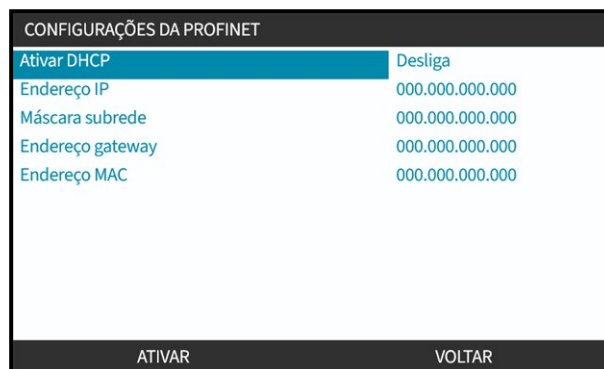 CONFIGURAÇÕES DA PROFINET
Ativar DHCP Desliga
Endereço IP 000.000.000.000
Máscara subrede 000.000.000.000
Endereço gateway 000.000.000.000
Endereço MAC 000.000.000.000
ATIVAR VOLTAR